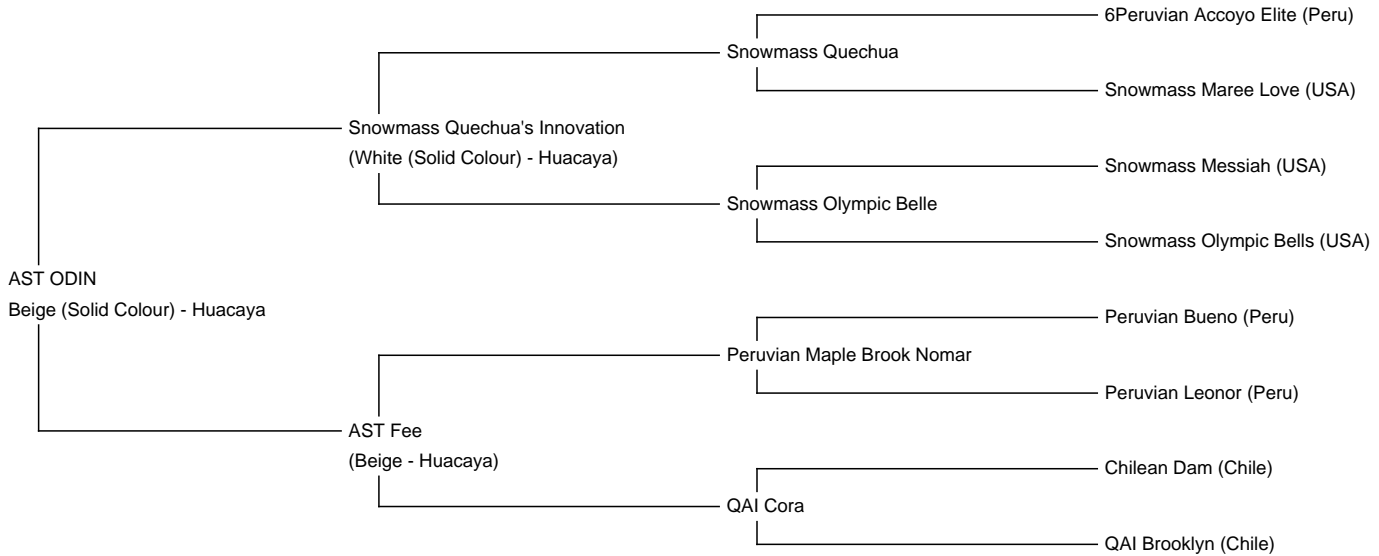 6Peruvian Accoyo Elite (Peru)
Snowmass Quechua
Snowmass Maree Love (USA)
Snowmass Quechua's Innovation
(White (Solid Colour) - Huacaya)
Snowmass Messiah (USA)
Snowmass Olympic Belle
Snowmass Olympic Bells (USA)
AST ODIN
Beige (Solid Colour) - Huacaya
Peruvian Bueno (Peru)
Peruvian Maple Brook Nomar
Peruvian Leonor (Peru)
AST Fee
(Beige - Huacaya)
Chilean Dam (Chile)
QAI Cora
QAI Brooklyn (Chile)